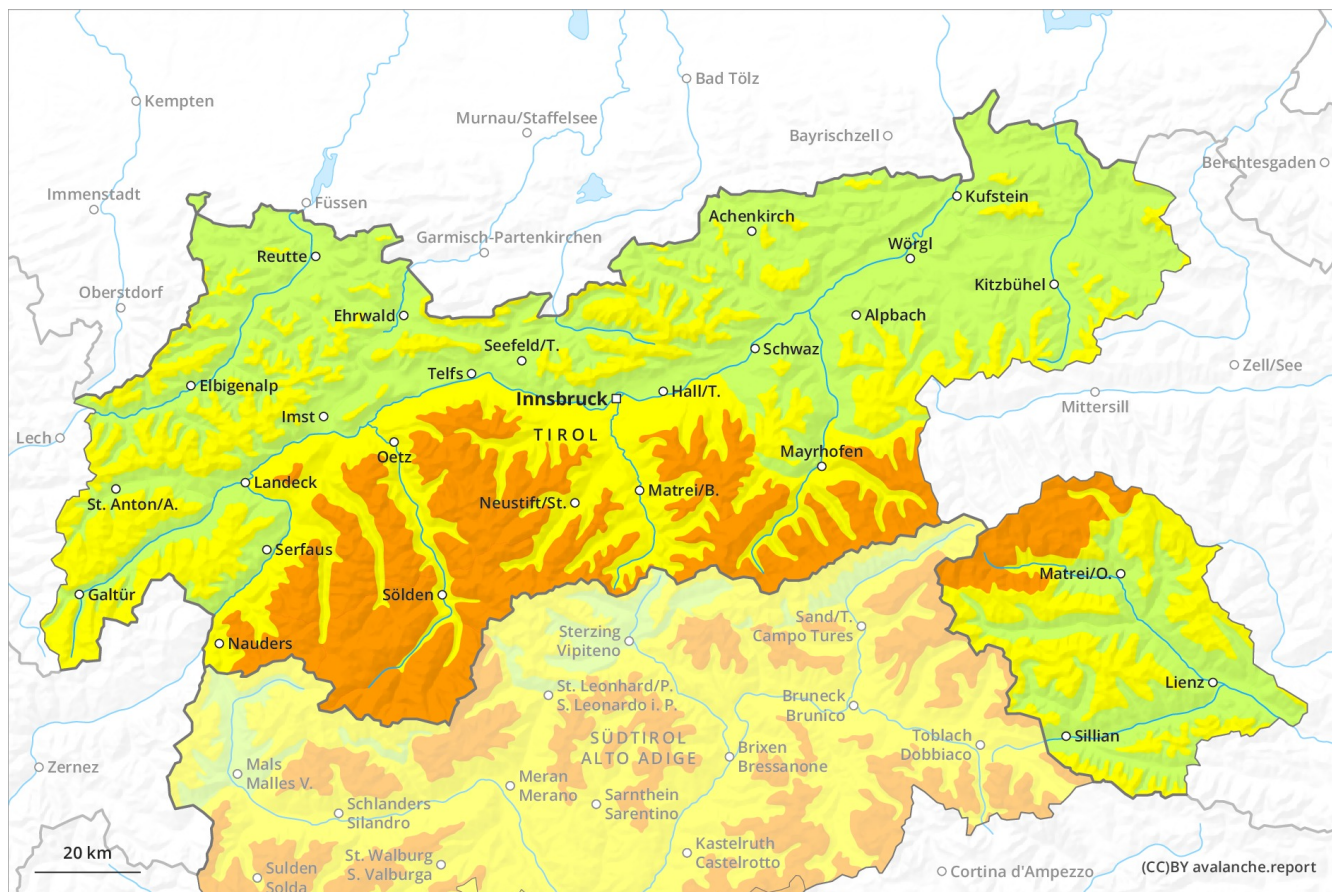 Kempten
Bad Tölz
Murnau/Staffelsee
Bayrischzell
Berchtesgaden
Immenstadt
Füssen
Kufstein
Garmisch-Partenkirchen
Achenkirch
Reutte
Wörgl
Oberstdorf
Kitzbühel
Ehrwald
Alpbach
Seefeld/T.
Schwaz
Zell/See
Telfs
Elbigenalp
Innsbruck
Hall/T.
Mittersill
Imst
Lech
TIROL
Oetz
Mayrhofen
Landeck
Matrei/B.
St. Anton/A.
Neustift/St.
Serfaus
Matrei/O.
Galtür
Sölden
Sand/T.
Campo Tures
Sterzing
Vipiteno
Nauders
Lienz
St. Leonhard/P.
S. Leonardo i. P.
Bruneck
Brunico
SÜDTIROL
ALTO ADIGE
Toblach
Dobbiaco
Sillian
Brixen
Bressanone
Zernez
Mals
Malles V.
Meran
Merano
Sarnthein
Sarentino
Schlanders
Silandro
20 km
St. Walburg
S. Valburga
Kastelruth
Castelrotto
Sulden
Solda
Cortina d'Ampezzo
(CC)BY avalanche.report